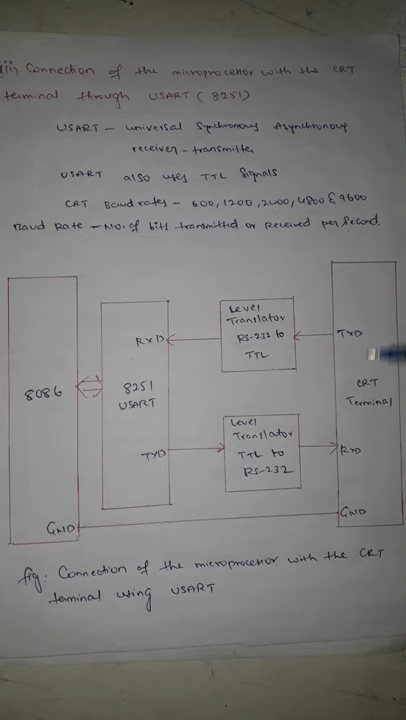 iii) Connection of the microprocessor with the CRT
terminal through USART (8251)
USART - universal Synchronous Asynchronous
receiver-transmitter
USART also uses TTL Signals
CRT Baud rates - 600, 1200, 2400, 4800 & 9600
Baud Rate - No. of bits transmitted or Received per Second.
8086
GND
8251
USART
RXD
TXD
Level
Translator
RS-232 to
TTL
Level
Translator
TTL to
RS-232
TXD
CRT
Terminal
RXD
GND
fig: Connection of the microprocessor with the CRT
terminal using USART